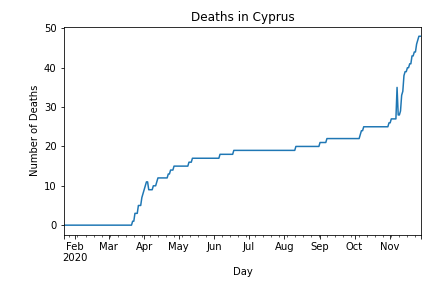 Deaths in Cyprus
Number of Deaths
50
40
30
20
10
0
Feb Mar Apr May Jun Jul Aug Sep Oct Nov
2020
Day